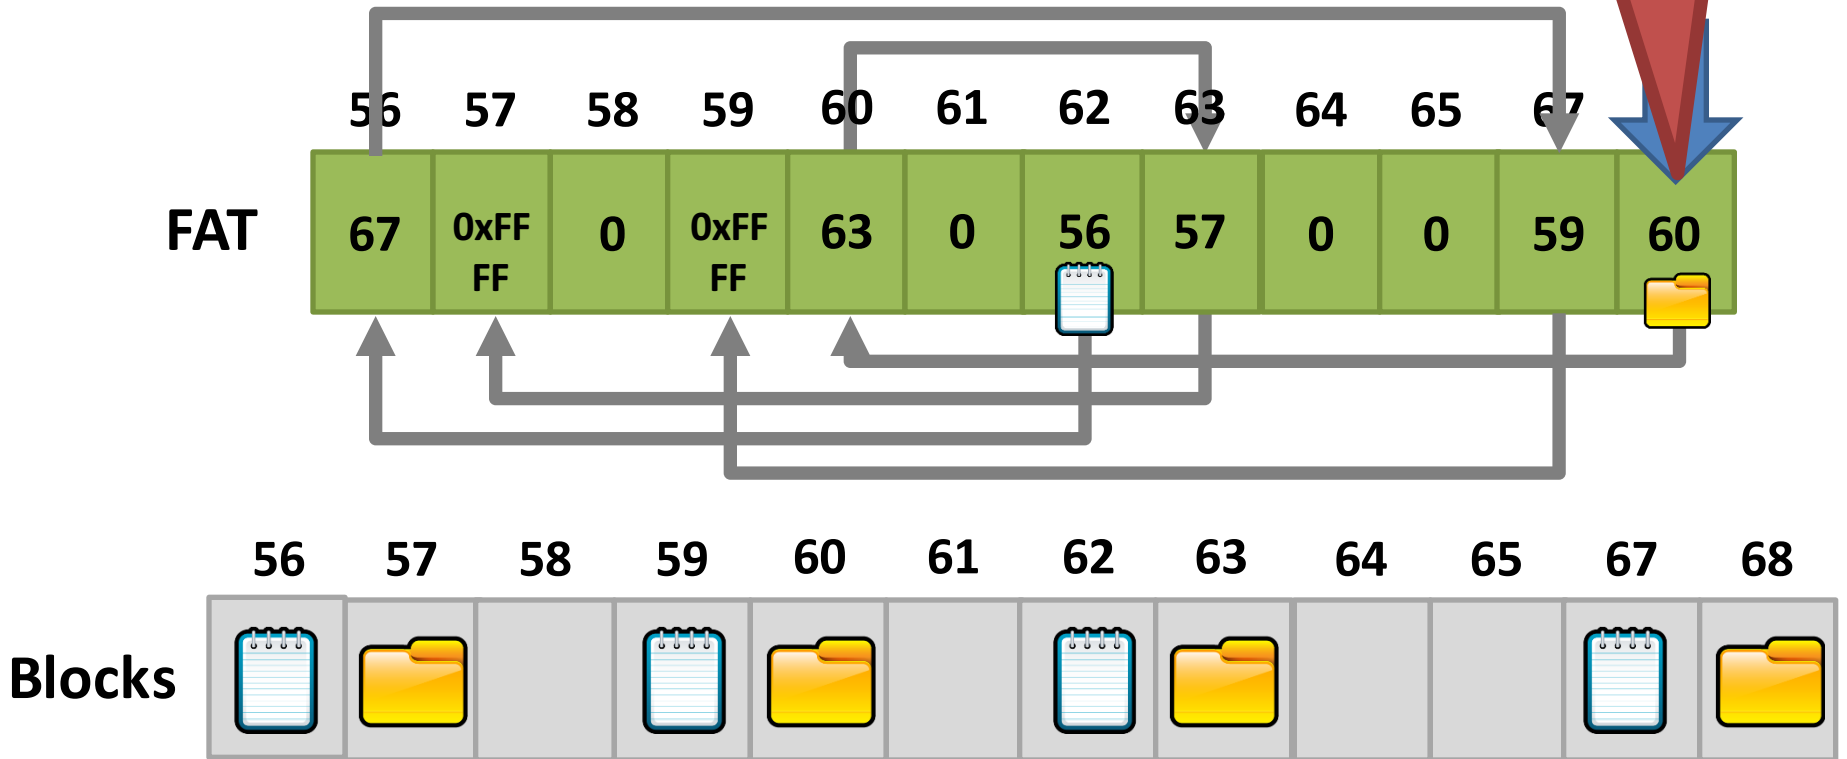 56 57 58 59 60 61 62 63 64 65 67
FAT 67 0xFF 0 0xFF 63 0 56 57 0 0 59 60
FF FF
56 57 58 59 60 61 62 63 64 65 67 68
Blocks